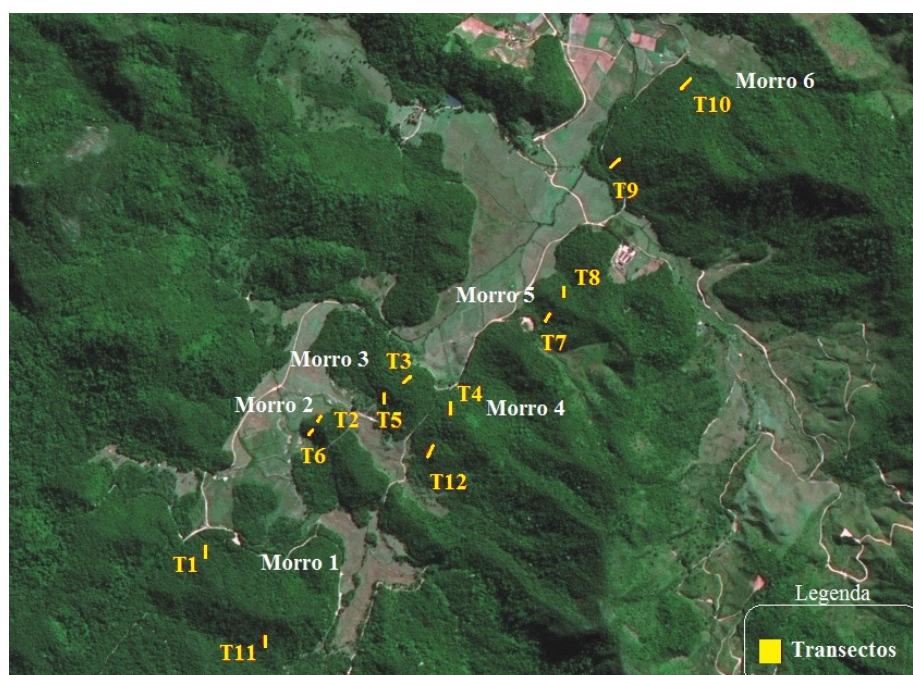 Morro 6
T10
T9
T8
Morro 5
T7
Morro 3
T3
T4
Morro 4
Morro 2
T2
T5
T6
T12
T1
Morro 1
Legenda
T11
Transectos